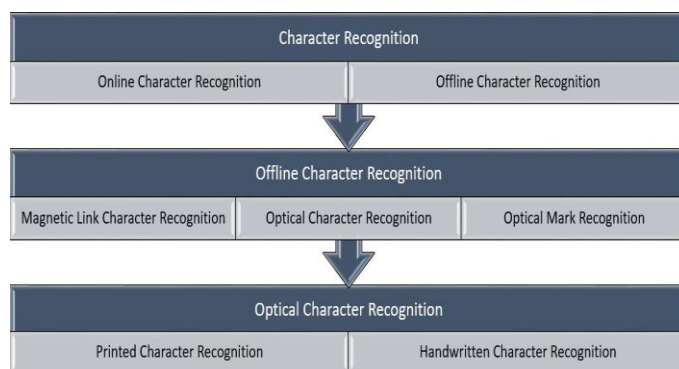 Character Recognition
Online Character Recognition
Offline Character Recognition
Offline Character Recognition
Magnetic Link Character Recognition
Optical Character Recognition
Optical Mark Recognition
Optical Character Recognition
Printed Character Recognition
Handwritten Character Recognition